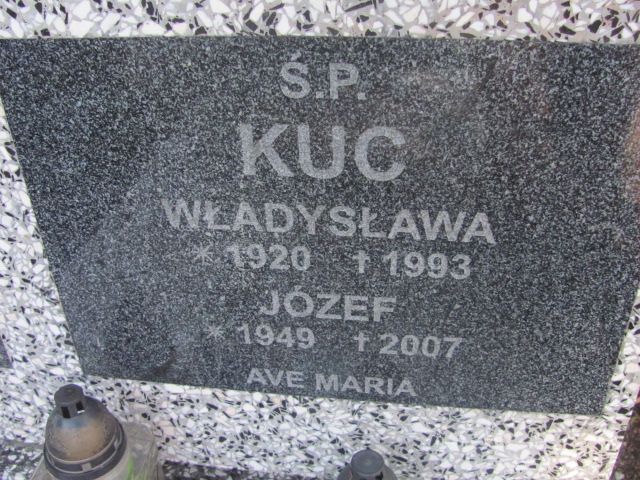 Ś.P.
KUC
WŁADYSŁAWA
* 1920 † 1993
JÓZEF
* 1949 † 2007
AVE MARIA